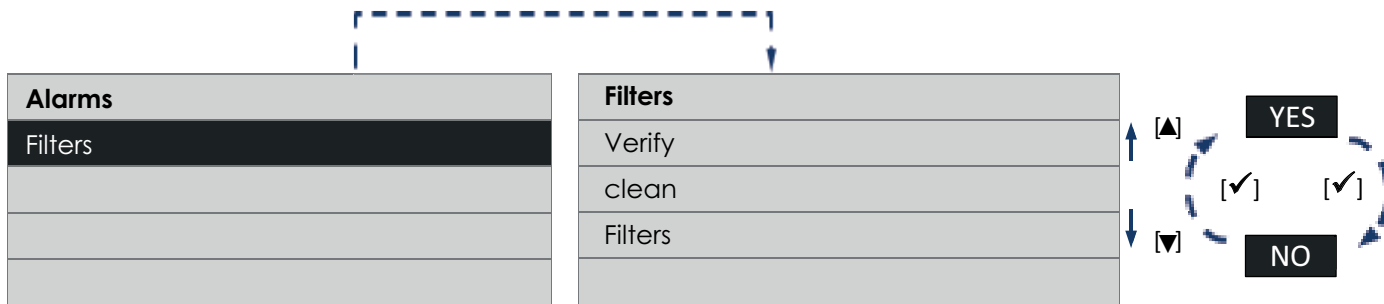 Alarms
Filters
Filters
Verify
clean
Filters
[▲]
[▼]
YES
[✓] [✓]
NO